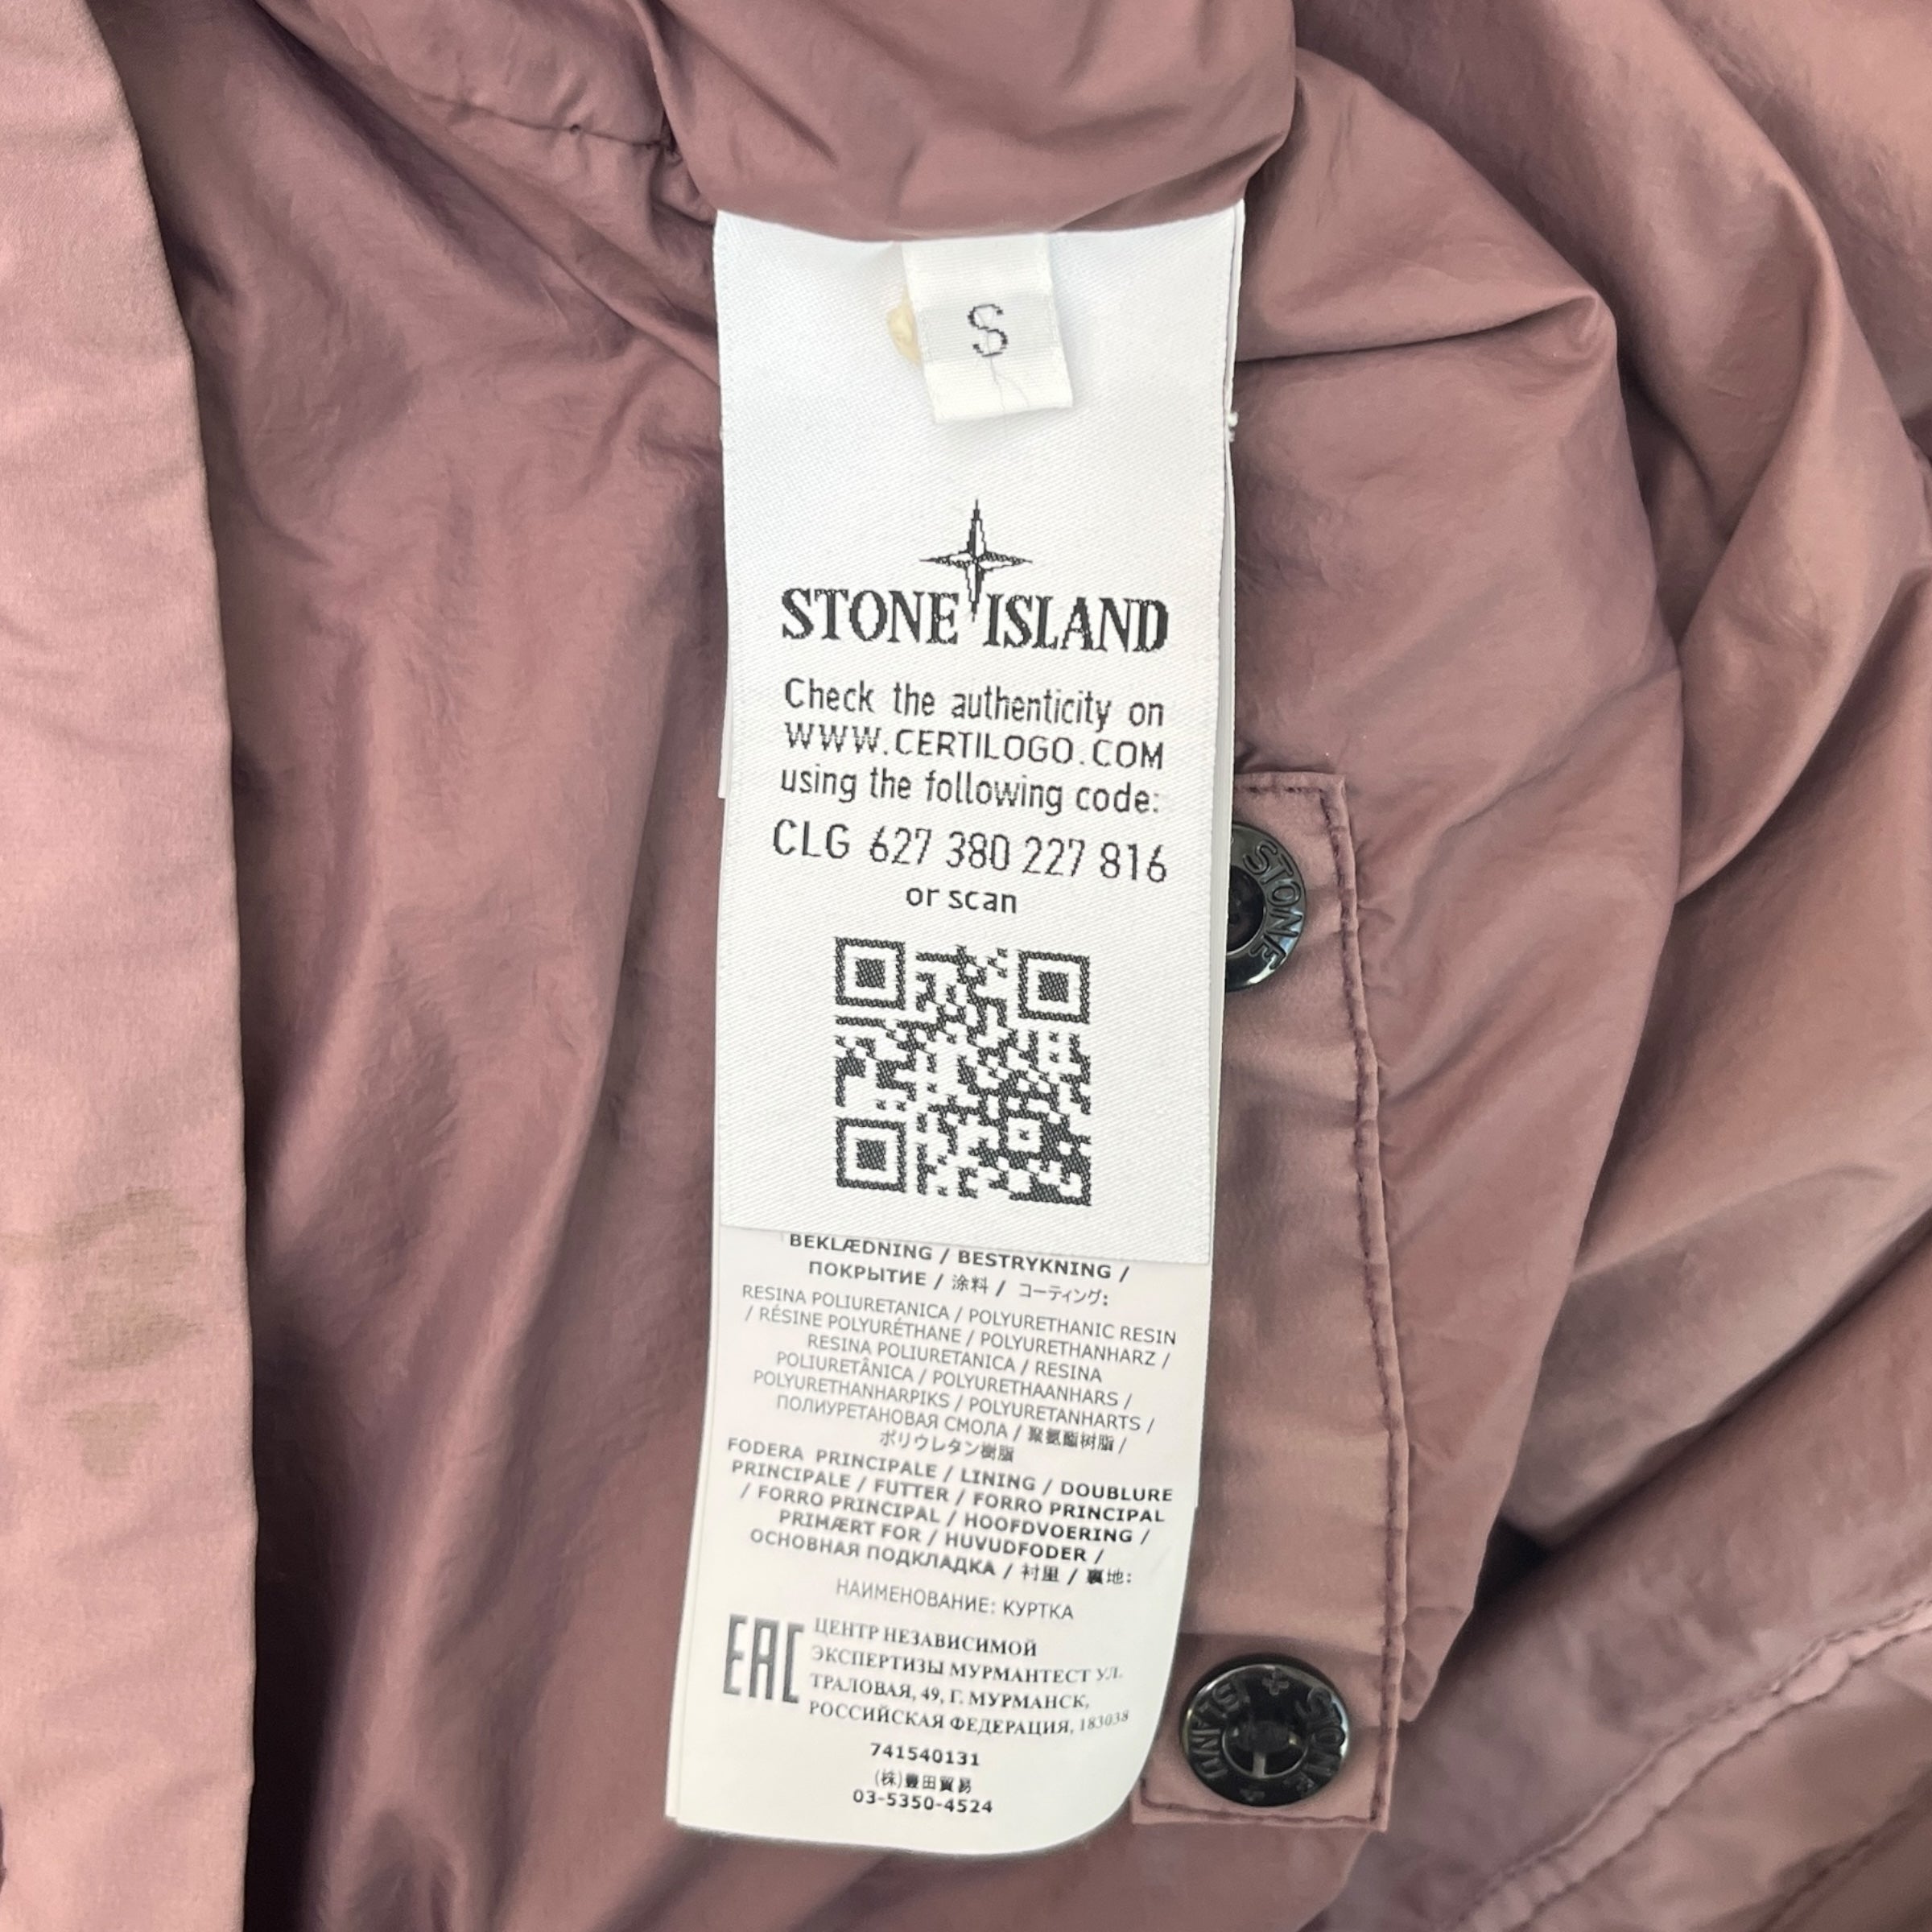 S
STONE ISLAND
Check the authenticity on
WWW.CERTILOGO.COM
using the following code:
CLG 627 380 227 816
or scan
BEKLÆDNING / BESTRYKNING /
ПОКРЫТИЕ / 涂料 / コーティング:
RESINA POLIURETANICA / POLYURETHANIC RESIN
/ RÉSINE POLYURÉTHANE / POLYURETHANHARZ /
RESINA POLIURETANICA / RESINA
POLIURETÂNICA / POLYURETHAANHARS /
POLYURETHANHARPIKS / POLYURETANHARTS /
ПОЛИУРЕТАНОВАЯ СМОЛА / 聚氨酯树脂 /
ポリウレタン樹脂
FODERA PRINCIPALE / LINING / DOUBLURE
PRINCIPALE / FUTTER / FORRO PRINCIPAL
/ FORRO PRINCIPAL / HOOFDVOERING /
PRIMÆRT FOR / HUVUDFODER /
ОСНОВНАЯ ПОДКЛАДКА / 衬里 / 裏地:
НАИМЕНОВАНИЕ: КУРТКА
EAC
ЦЕНТР НЕЗАВИСИМОЙ
ЭКСПЕРТИЗЫ МУРМАНТЕСТ УЛ.
ТРАЛОВАЯ, 49, Г. МУРМАНСК,
РОССИЙСКАЯ ФЕДЕРАЦИЯ, 183038
741540131
(株)豊田貿易
03-5350-4524
STONE
STONE ISLAND